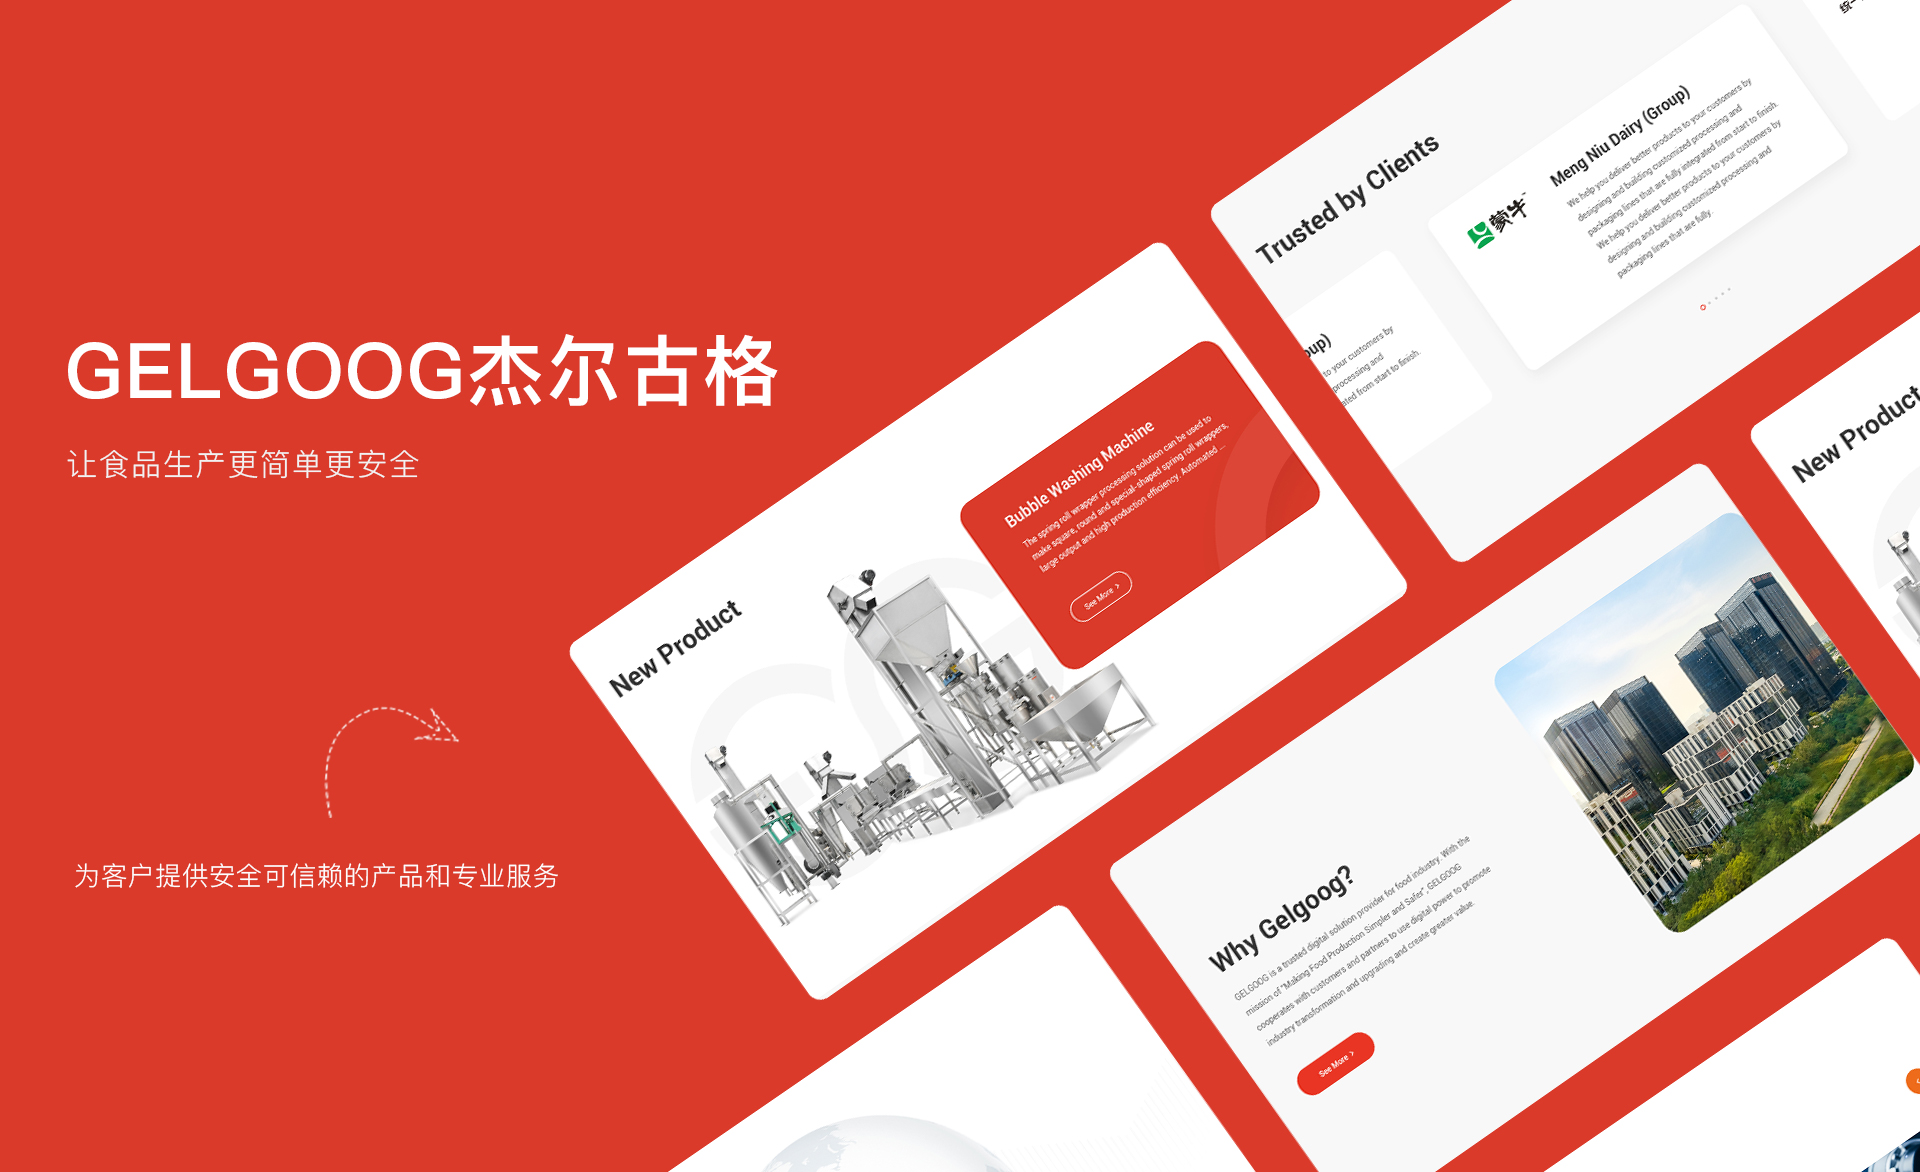 GELGOOG杰尔古格
让食品生产更简单更安全
为客户提供安全可信赖的产品和专业服务
New Product
Bubble Washing Machine
The spring roll wrapper processing solution can be used to
make square, round and special-shaped spring roll wrappers,
large output and high production efficiency. Automated ...
See More
Trusted by Clients
oup)
to your customers by
processing and
ated from start to finish.
蒙牛
Meng Niu Dairy (Group)
We help you deliver better products to your customers by
designing and building customized processing and
packaging lines that are fully integrated from start to finish.
We help you deliver better products to your customers by
designing and building customized processing and
packaging lines that are fully.
统一
Why Gelgoog?
GELGOOG is a trusted digital solution provider for food industry. With the
mission of "Making Food Production Simpler and Safer", GELGOOG
cooperates with customers and partners to use digital power to promote
industry transformation and upgrading and create greater value.
See More
New Product